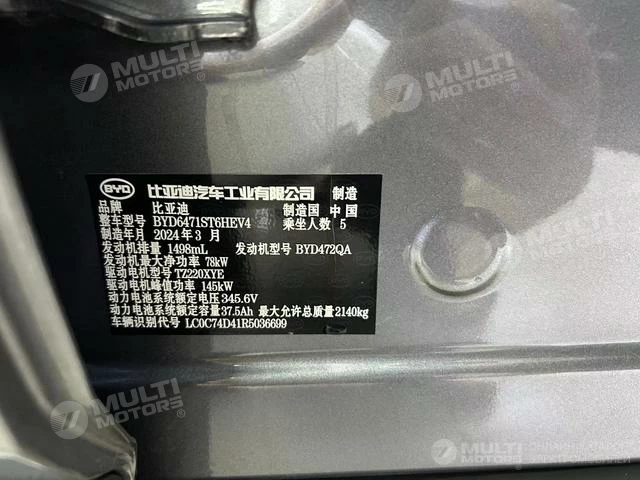 MULTI MOTORS
MULTI MOTORS
BYD 比亚迪汽车工业有限公司 制造
品牌 比亚迪 制造国 中国
整车型号 BYD6471ST6HEV4 乘坐人数 5
制造年月 2024年3月
发动机排量 1498mL 发动机型号 BYD472QA
发动机最大净功率 78kW
驱动电机型号 TZ220XYE
驱动电机峰值功率 145kW
动力电池系统额定电压 345.6V
动力电池系统额定容量 37.5Ah 最大允许总质量 2140kg
车辆识别代号 LC0C74D41R5036699
MULTI MOTORS
MULTI MOTORS